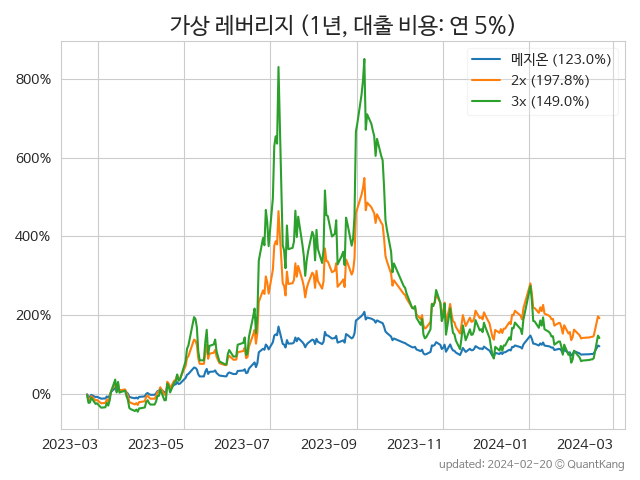 가상 레버리지 (1년, 대출 비용: 연 5%)
메지온 (123.0%)
2x (197.8%)
3x (149.0%)
800%
600%
400%
200%
0%
2023-03 2023-05 2023-07 2023-09 2023-11 2024-01 2024-03
updated: 2024-02-20 © QuantKang